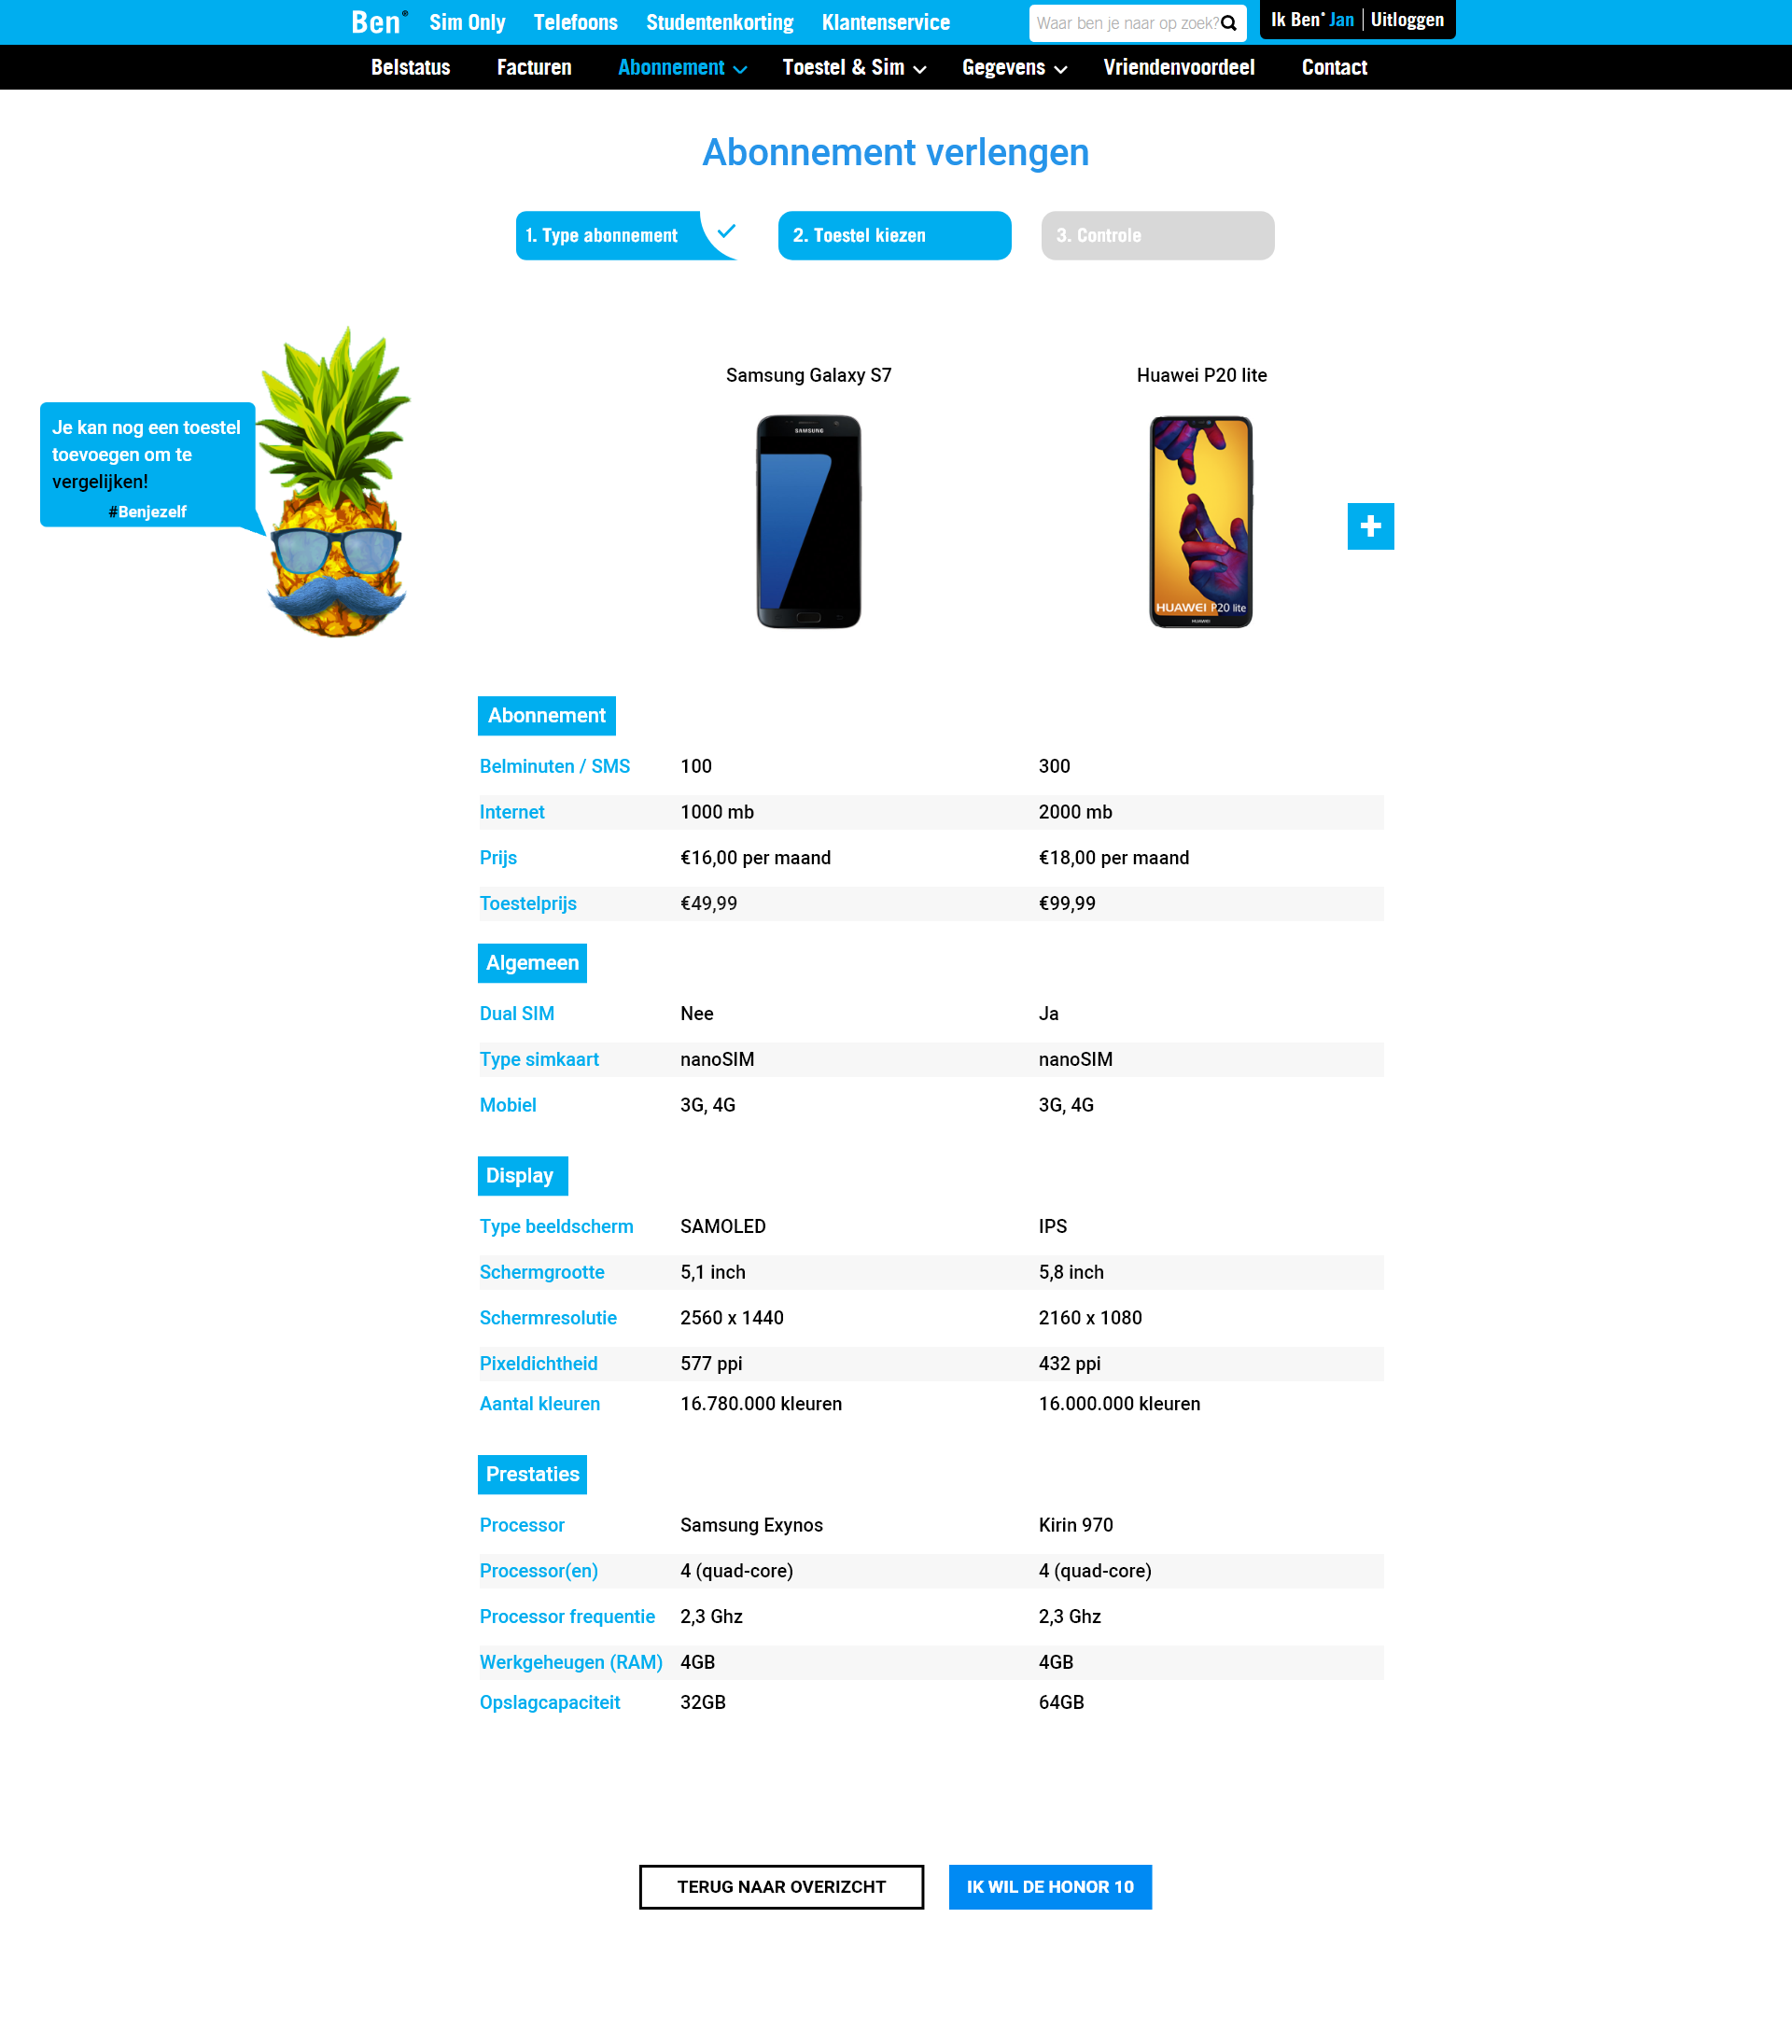 Ben® Sim Only Telefoons Studentenkorting Klantenservice Waar ben je naar op zoek? Ik Ben® Jan Uitloggen
Belstatus Facturen Abonnement Toestel & Sim Gegevens Vriendenvoordeel Contact
Abonnement verlengen
1. Type abonnement 2. Toestel kiezen 3. Controle
Samsung Galaxy S7 Huawei P20 lite
Je kan nog een toestel
toevoegen om te
vergelijken!
#Benjezelf
SAMSUNG
HUAWEI P20 lite
HUAWEI
+
Abonnement
Belminuten / SMS 100 300
Internet 1000 mb 2000 mb
Prijs €16,00 per maand €18,00 per maand
Toestelprijs €49,99 €99,99
Algemeen
Dual SIM Nee Ja
Type simkaart nanoSIM nanoSIM
Mobiel 3G, 4G 3G, 4G
Display
Type beeldscherm SAMOLED IPS
Schermgrootte 5,1 inch 5,8 inch
Schermresolutie 2560 x 1440 2160 x 1080
Pixeldichtheid 577 ppi 432 ppi
Aantal kleuren 16.780.000 kleuren 16.000.000 kleuren
Prestaties
Processor Samsung Exynos Kirin 970
Processor(en) 4 (quad-core) 4 (quad-core)
Processor frequentie 2,3 Ghz 2,3 Ghz
Werkgeheugen (RAM) 4GB 4GB
Opslagcapaciteit 32GB 64GB
TERUG NAAR OVERIZCHT IK WIL DE HONOR 10